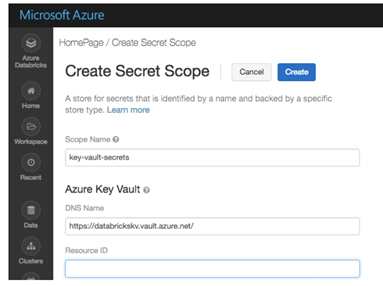 Microsoft Azure
Azure
Databricks
Home
Workspace
Recent
Data
Clusters
HomePage / Create Secret Scope
Create Secret Scope
Cancel
Create
A store for secrets that is identified by a name and backed by a specific
store type. Learn more
Scope Name
key-vault-secrets
Azure Key Vault
DNS Name
https://databrickskv.vault.azure.net/
Resource ID